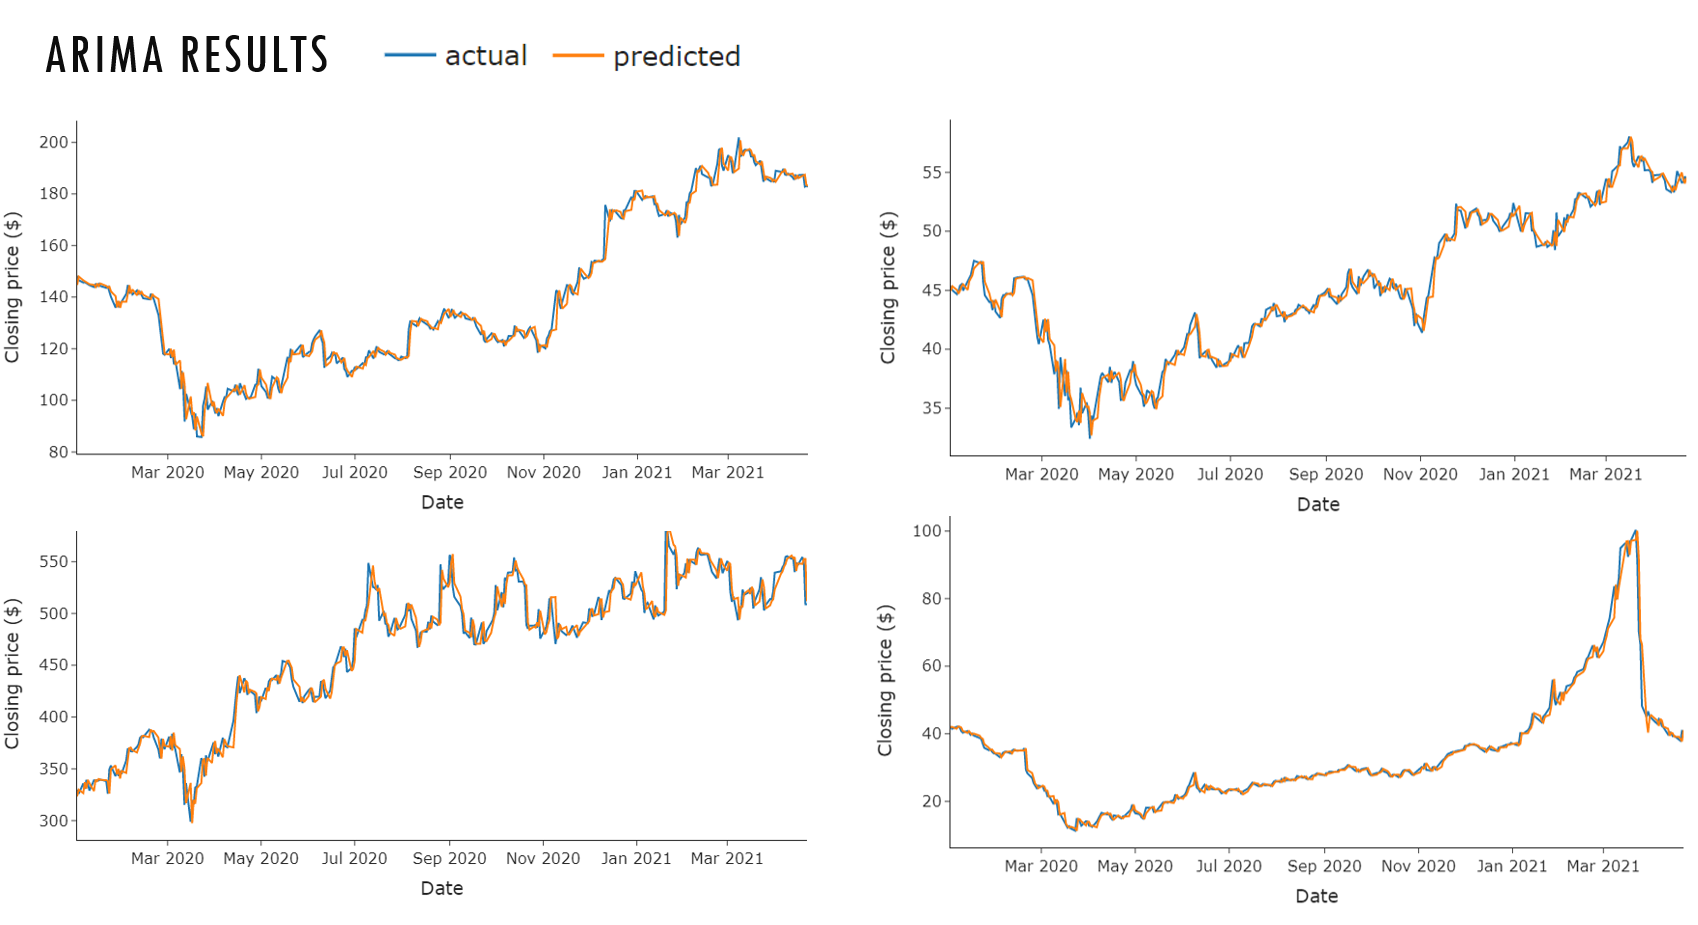 ARIMA RESULTS
actual predicted
Closing price ($)
200
180
160
140
120
100
80
Mar 2020 May 2020 Jul 2020 Sep 2020 Nov 2020 Jan 2021 Mar 2021
Date
Closing price ($)
55
50
45
40
35
Mar 2020 May 2020 Jul 2020 Sep 2020 Nov 2020 Jan 2021 Mar 2021
Date
Closing price ($)
550
500
450
400
350
300
Mar 2020 May 2020 Jul 2020 Sep 2020 Nov 2020 Jan 2021 Mar 2021
Date
Closing price ($)
100
80
60
40
20
Mar 2020 May 2020 Jul 2020 Sep 2020 Nov 2020 Jan 2021 Mar 2021
Date